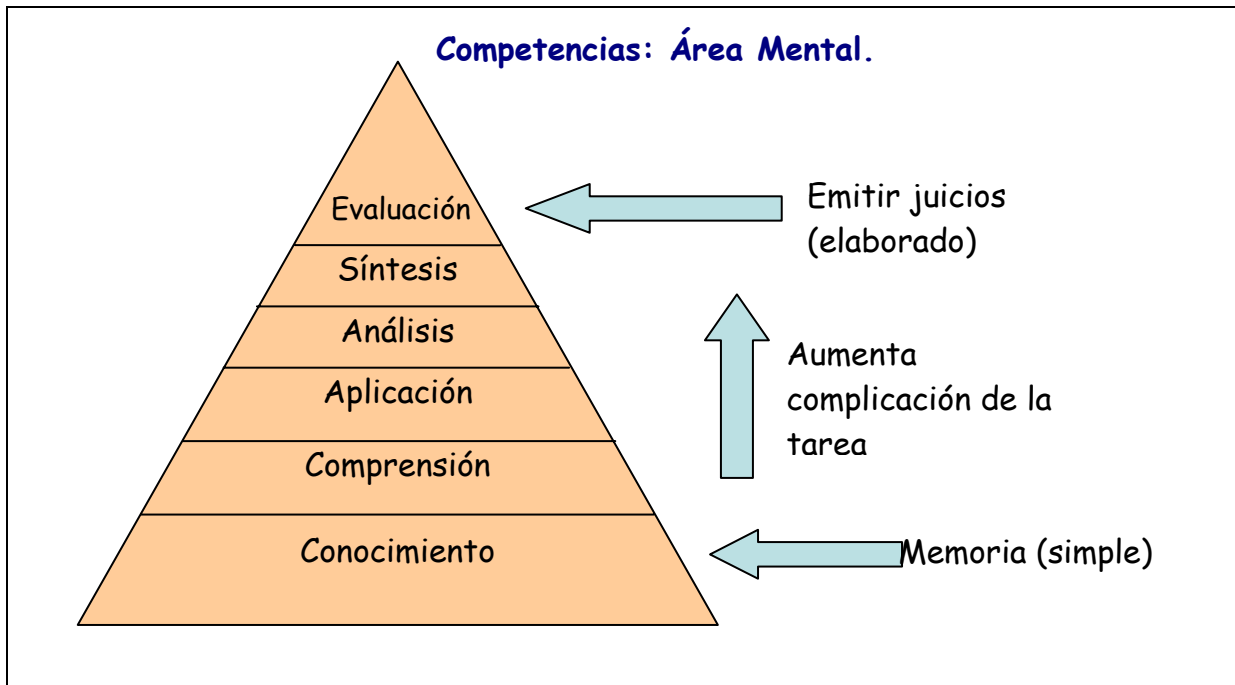 Competencias: Área Mental.
Evaluación
Síntesis
Análisis
Aplicación
Comprensión
Conocimiento
Emitir juicios
(elaborado)
Aumenta
complicación de la
tarea
Memoria (simple)